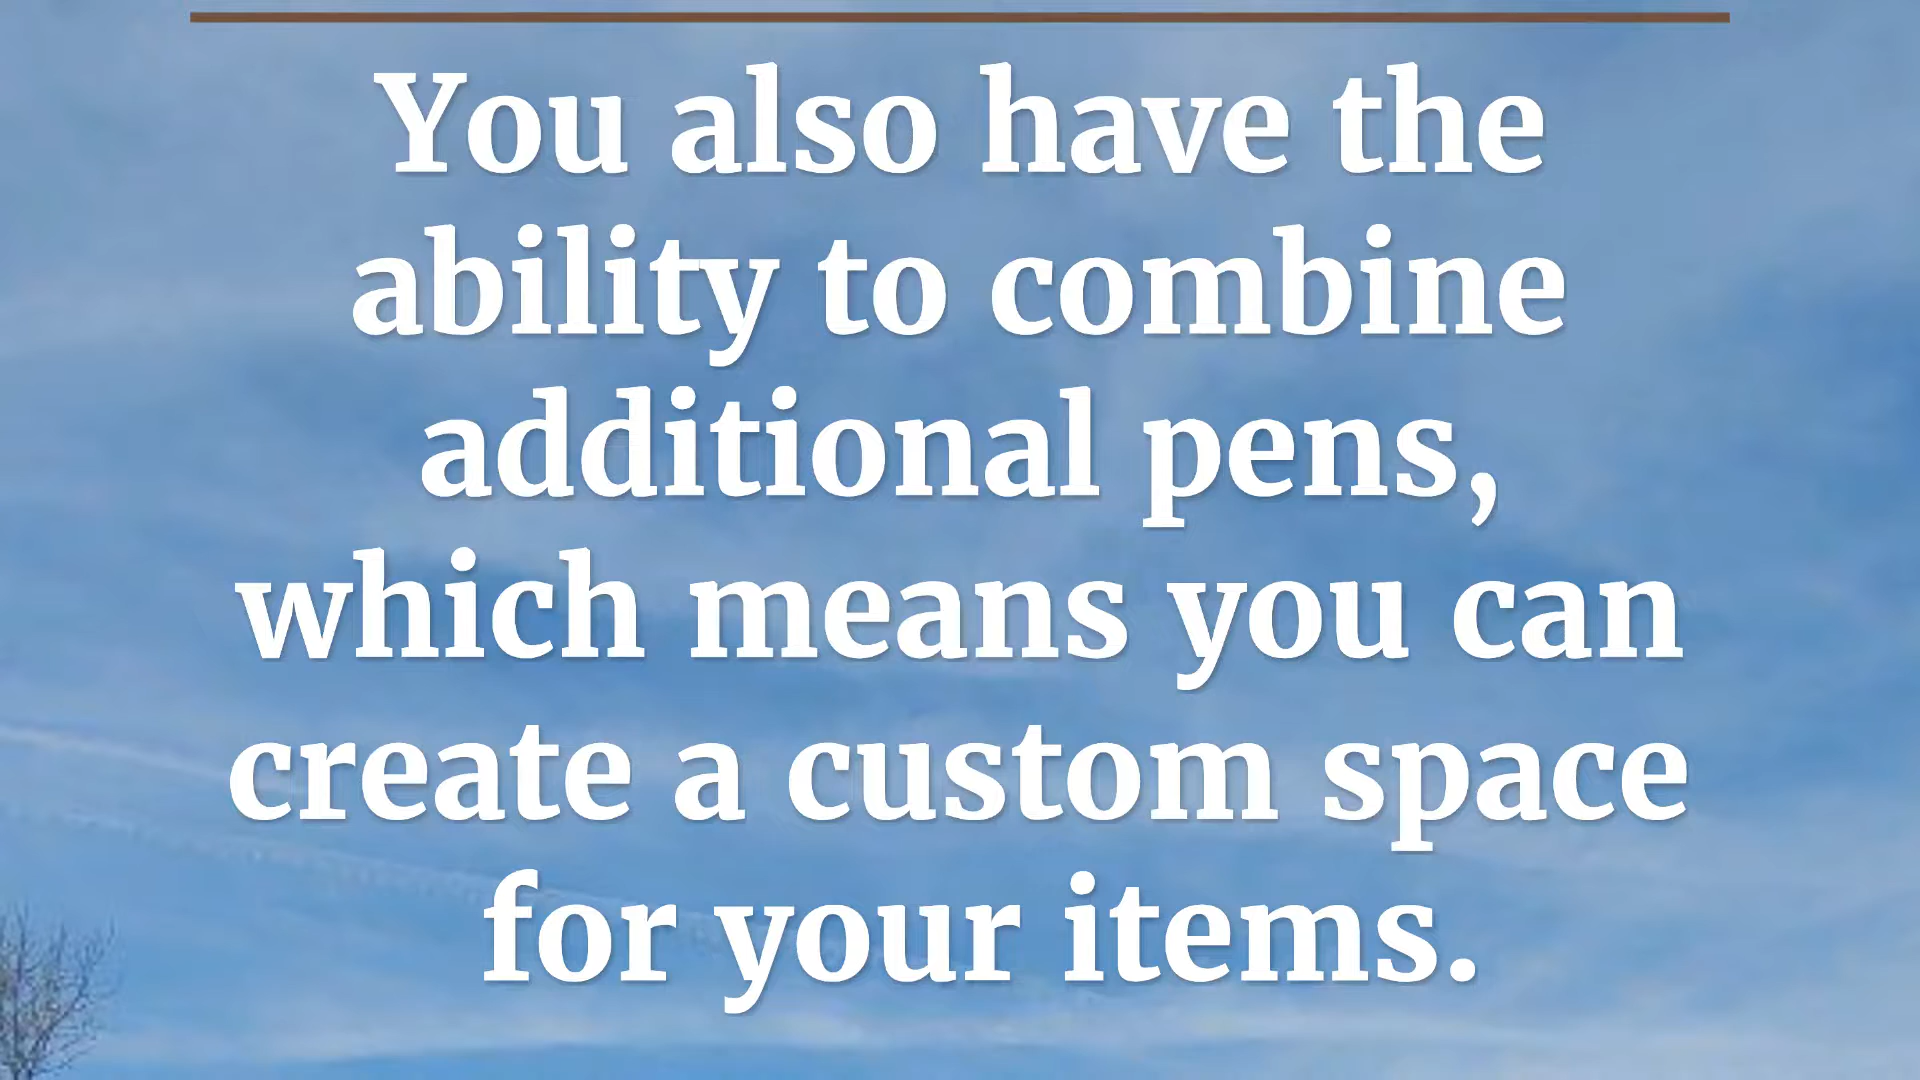 You also have the
ability to combine
additional pens,
which means you can
create a custom space
for your items.